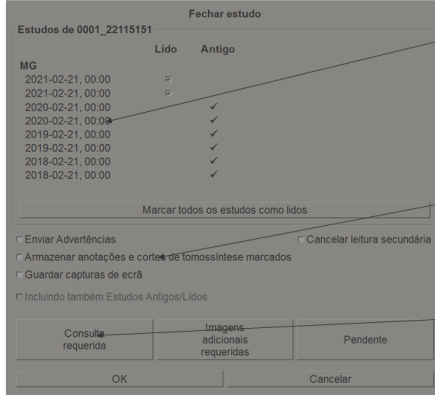 Fechar estudo
Estudos de 0001_22115151
Lido Antigo
MG
2021-02-21, 00:00
2021-02-21, 00:00
2020-02-21, 00:00
2020-02-21, 00:00
2019-02-21, 00:00
2019-02-21, 00:00
2018-02-21, 00:00
2018-02-21, 00:00
Marcar todos os estudos como lidos
Enviar Advertências Cancelar leitura secundária
Armazenar anotações e cortes de tomossíntese marcados
Guardar capturas de ecrã
Incluindo também Estudos Antigos/Lidos
Consulta
requerida
Imagens
adicionais
requeridas
Pendente
OK Cancelar